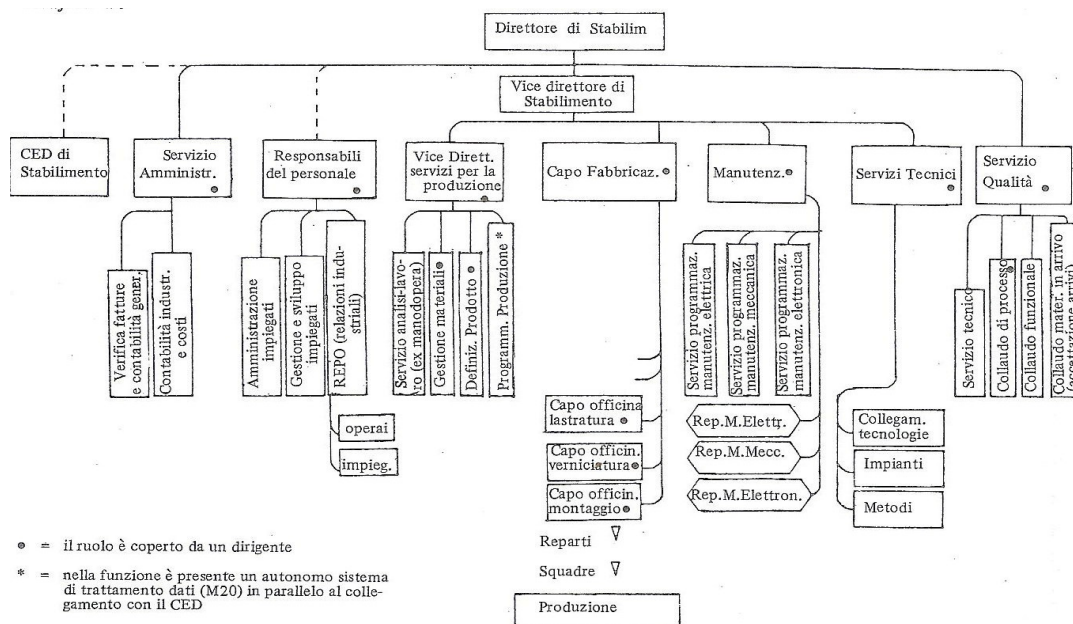 Direttore di Stabilim
Vice direttore di
Stabilimento
CED di
Stabilimento
Servizio
Amministr.
Responsabili
del personale
Vice Dirett.
servizi per la
produzione
Capo Fabbricaz.
Manutenz.
Servizi Tecnici
Servizio
Qualità
Verifica fatture
e contabilità gener.
Contabilità industr.
e costi
Amministrazione
impiegati
Gestione e sviluppo
impiegati
REPO (relazioni indu-
striali)
operai
impieg.
Servizio analisi-lavo-
ro (ex manodopera)
Gestione materiali
Definiz. Prodotto
Programm. Produzione *
Capo officina
lastratura
Capo officin.
verniciatura
Capo officin.
montaggio
Reparti
Squadre
Produzione
Servizio programmaz.
manutenz. elettrica
Servizio programmaz.
manutenz. meccanica
Servizio programmaz.
manutenz. elettronica
Rep.M.Elettr.
Rep.M.Mecc.
Rep.M.Elettron.
Collegam.
tecnologie
Impianti
Metodi
Servizio tecnico
Collaudo di processo
Collaudo funzionale
Collaudo mater. in arrivo
(accettazione arrivi)
● = il ruolo è coperto da un dirigente
* = nella funzione è presente un autonomo sistema
di trattamento dati (M20) in parallelo al colle-
gamento con il CED